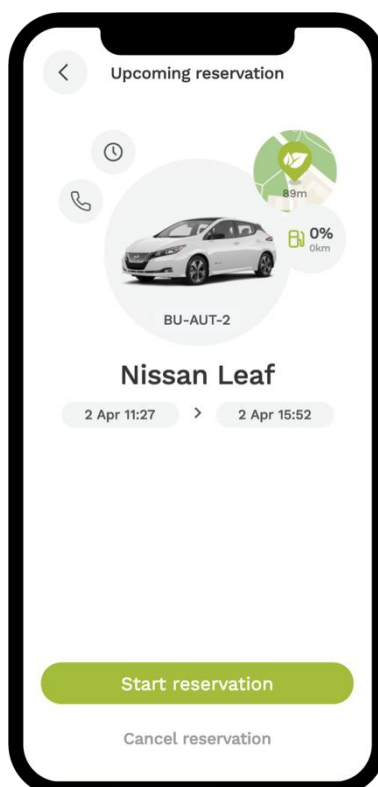 Upcoming reservation
89m
0%
0km
BU-AUT-2
Nissan Leaf
2 Apr 11:27 > 2 Apr 15:52
Start reservation
Cancel reservation